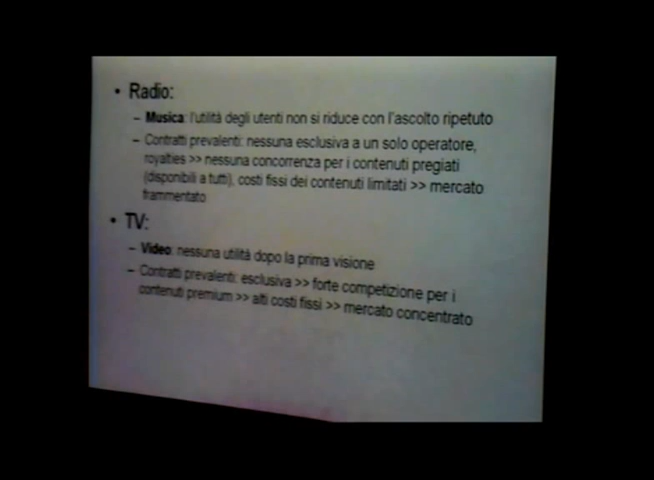 • Radio:
– Musica: l'utilità degli utenti non si riduce con l'ascolto ripetuto
– Contratti prevalenti: nessuna esclusiva a un solo operatore,
royalties >> nessuna concorrenza per i contenuti pregiati
(disponibili a tutti), costi fissi dei contenuti limitati >> mercato
frammentato
• TV:
– Video: nessuna utilità dopo la prima visione
– Contratti prevalenti: esclusiva >> forte competizione per i
contenuti premium >> alti costi fissi >> mercato concentrato